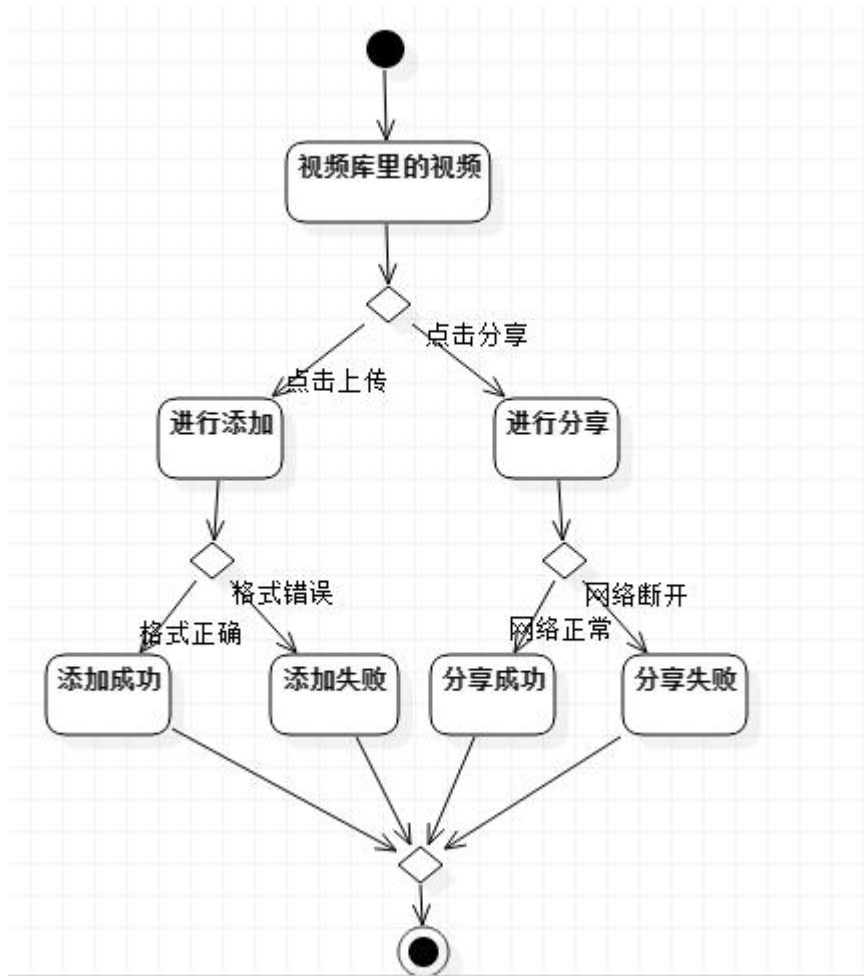 视频库里的视频
点击分享
点击上传
进行添加
进行分享
格式错误
网络断开
格式正确
网络正常
添加成功
添加失败
分享成功
分享失败